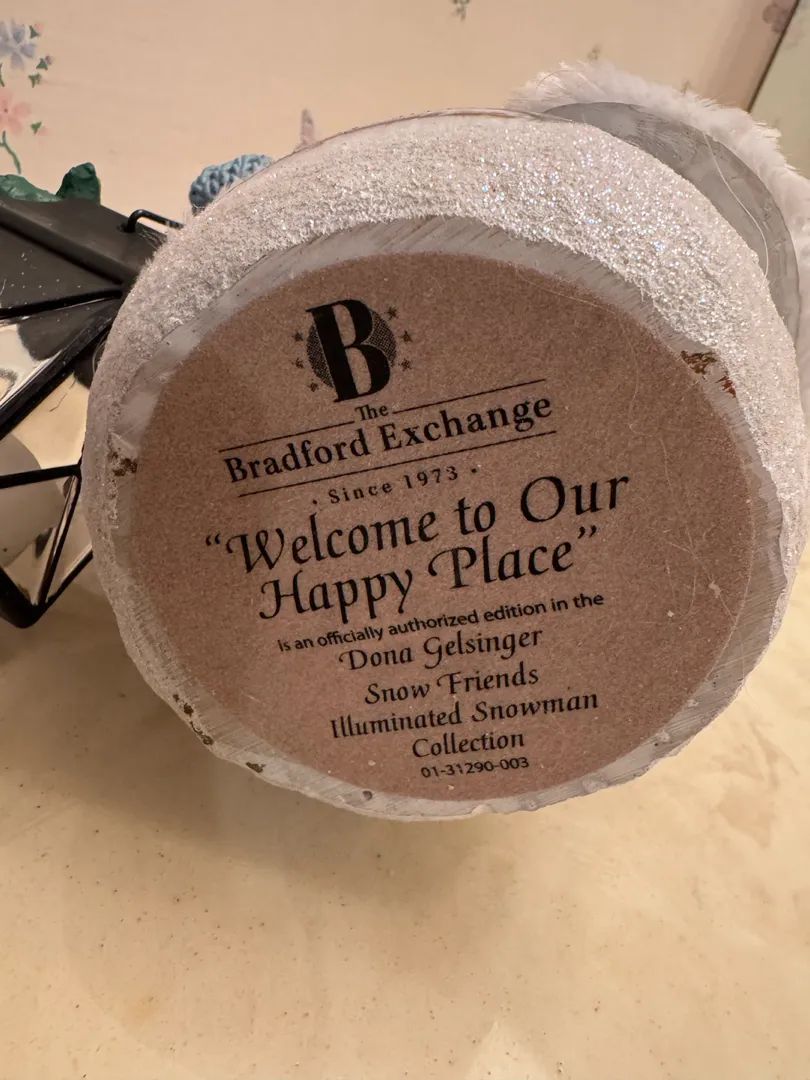 B
The
Bradford Exchange
• Since 1973 •
“Welcome to Our
Happy Place”
is an officially authorized edition in the
Dona Gelsinger
Snow Friends
Illuminated Snowman
Collection
01-31290-003